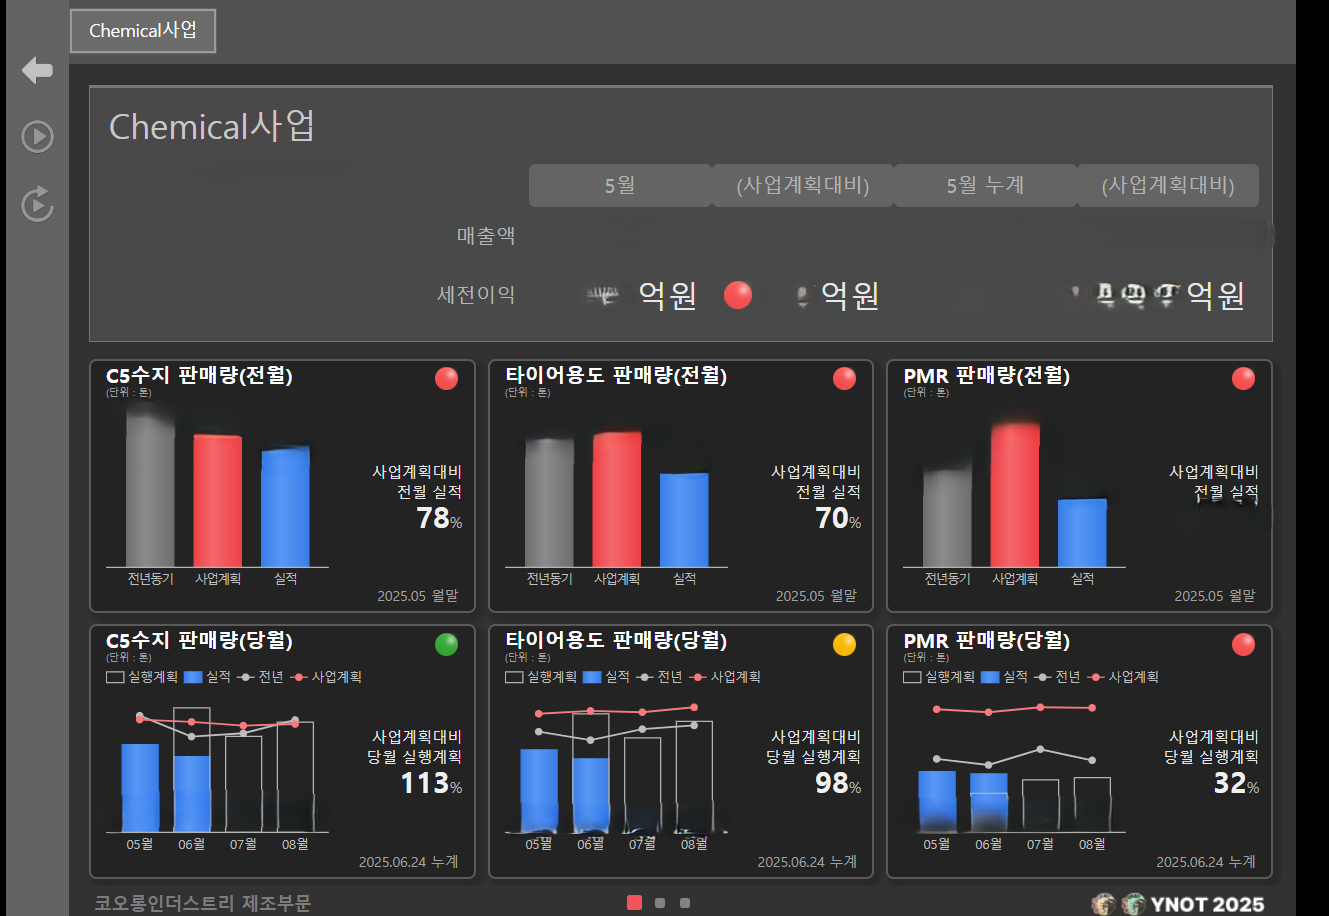 Chemical사업
Chemical사업
5월 (사업계획대비) 5월 누계 (사업계획대비)
매출액
세전이익 억원 억원 억원
C5수지 판매량(전월)
(단위 : 톤)
사업계획대비
전월 실적
78%
전년동기 사업계획 실적
2025.05 월말
타이어용도 판매량(전월)
(단위 : 톤)
사업계획대비
전월 실적
70%
전년동기 사업계획 실적
2025.05 월말
PMR 판매량(전월)
(단위 : 톤)
사업계획대비
전월 실적
전년동기 사업계획 실적
2025.05 월말
C5수지 판매량(당월)
(단위 : 톤)
실행계획 실적 전년 사업계획
사업계획대비
당월 실행계획
113%
05월 06월 07월 08월
2025.06.24 누계
타이어용도 판매량(당월)
(단위 : 톤)
실행계획 실적 전년 사업계획
사업계획대비
당월 실행계획
98%
05월 06월 07월 08월
2025.06.24 누계
PMR 판매량(당월)
(단위 : 톤)
실행계획 실적 전년 사업계획
사업계획대비
당월 실행계획
32%
05월 06월 07월 08월
2025.06.24 누계
코오롱인더스트리 제조부문
YNOT 2025